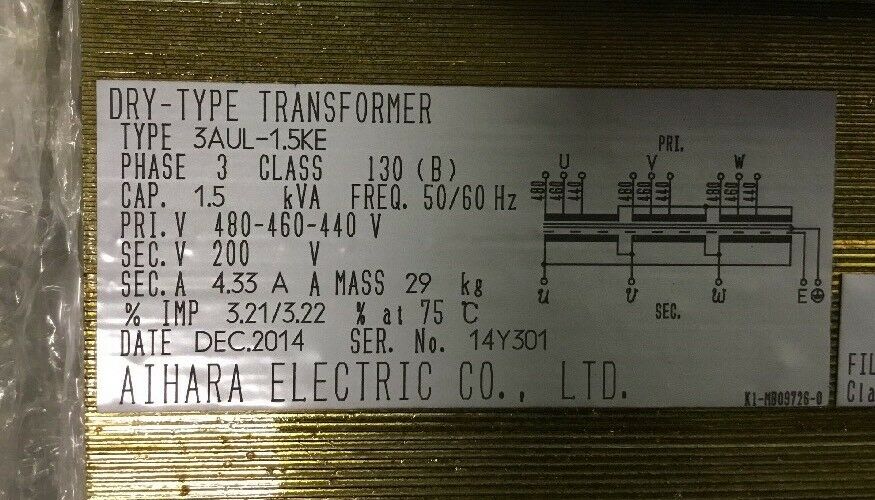 DRY-TYPE TRANSFORMER
TYPE 3AUL-1.5KE
PHASE 3 CLASS 130 (B)
CAP. 1.5 kVA FREQ. 50/60 Hz
PRI. V 480-460-440 V
SEC. V 200 V
SEC. A 4.33 A A MASS 29 kg
% IMP 3.21/3.22 % at 75 ℃
DATE DEC.2014 SER. No. 14Y301
AIHARA ELECTRIC CO., LTD.
PRI.
U V W
480 460 440 480 460 440 480 460 440
u v w E
SEC.
K1-MB09726-0
FIL
Cla